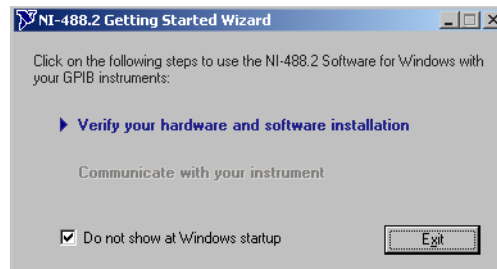 NI-488.2 Getting Started Wizard
Click on the following steps to use the NI-488.2 Software for Windows with
your GPIB instruments:
Verify your hardware and software installation
Communicate with your instrument
Do not show at Windows startup
Exit